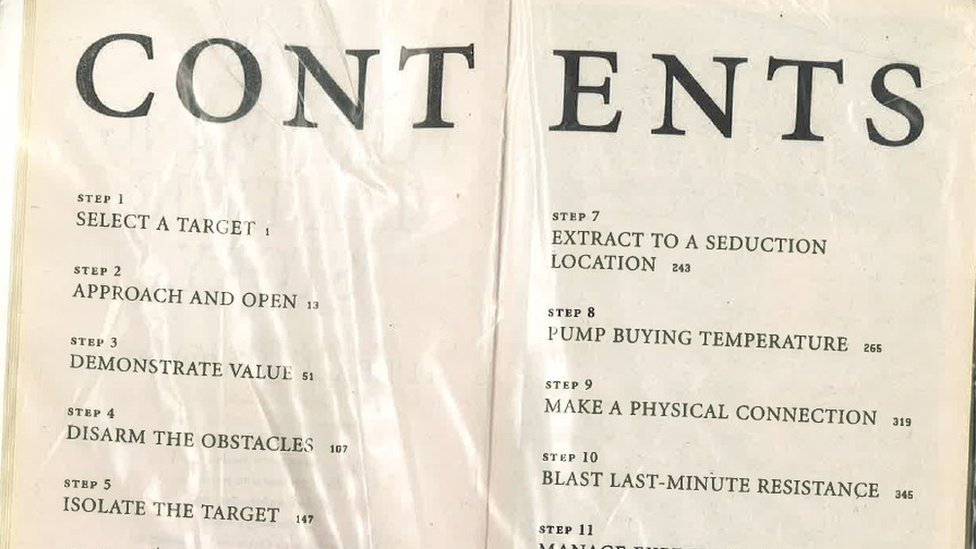 CONTENTS
STEP 1
SELECT A TARGET 1
STEP 2
APPROACH AND OPEN 13
STEP 3
DEMONSTRATE VALUE 51
STEP 4
DISARM THE OBSTACLES 107
STEP 5
ISOLATE THE TARGET 147
STEP 7
EXTRACT TO A SEDUCTION
LOCATION 243
STEP 8
PUMP BUYING TEMPERATURE 265
STEP 9
MAKE A PHYSICAL CONNECTION 319
STEP 10
BLAST LAST-MINUTE RESISTANCE 345
STEP 11
MANAGE